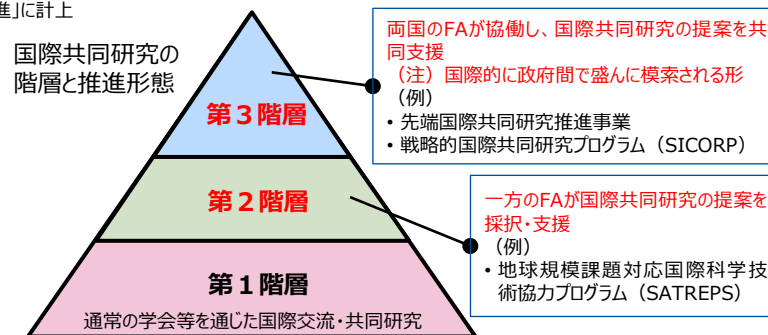 進」に計上
国際共同研究の
階層と推進形態
両国のFAが協働し、国際共同研究の提案を共
同支援
（注）国際的に政府間で盛んに模索される形
（例）
• 先端国際共同研究推進事業
• 戦略的国際共同研究プログラム（SICORP）
第３階層
第２階層
一方のFAが国際共同研究の提案を
採択・支援
（例）
• 地球規模課題対応国際科学技
術協力プログラム（SATREPS）
第１階層
通常の学会等を通じた国際交流・共同研究